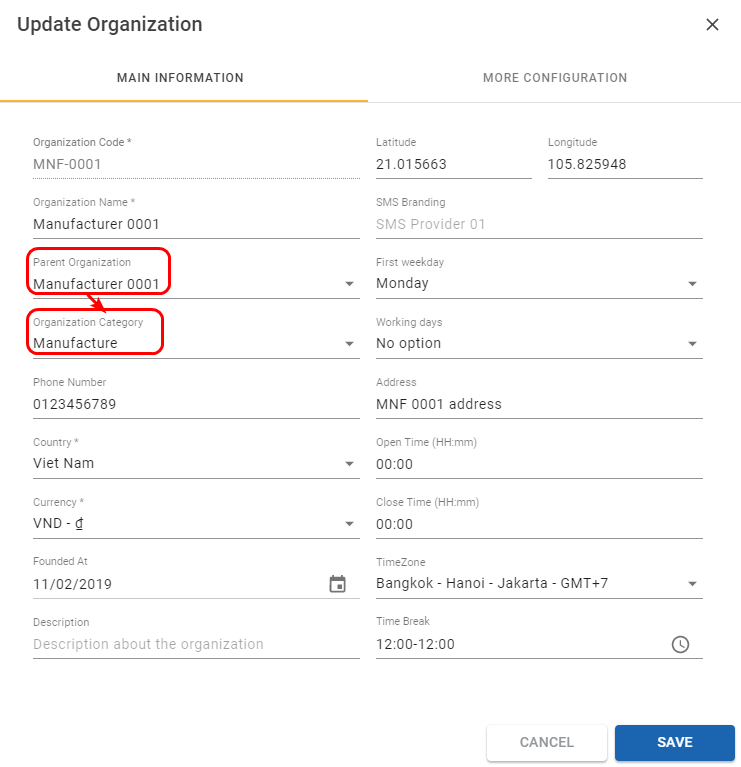 Update Organization
MAIN INFORMATION
MORE CONFIGURATION
Organization Code *
MNF-0001
Latitude
21.015663
Longitude
105.825948
Organization Name *
Manufacturer 0001
SMS Branding
SMS Provider 01
Parent Organization
Manufacturer 0001
First weekday
Monday
Organization Category
Manufacture
Working days
No option
Phone Number
0123456789
Address
MNF 0001 address
Country *
Viet Nam
Open Time (HH:mm)
00:00
Currency *
VND - ₫
Close Time (HH:mm)
00:00
Founded At
11/02/2019
TimeZone
Bangkok - Hanoi - Jakarta - GMT+7
Description
Description about the organization
Time Break
12:00-12:00
CANCEL
SAVE